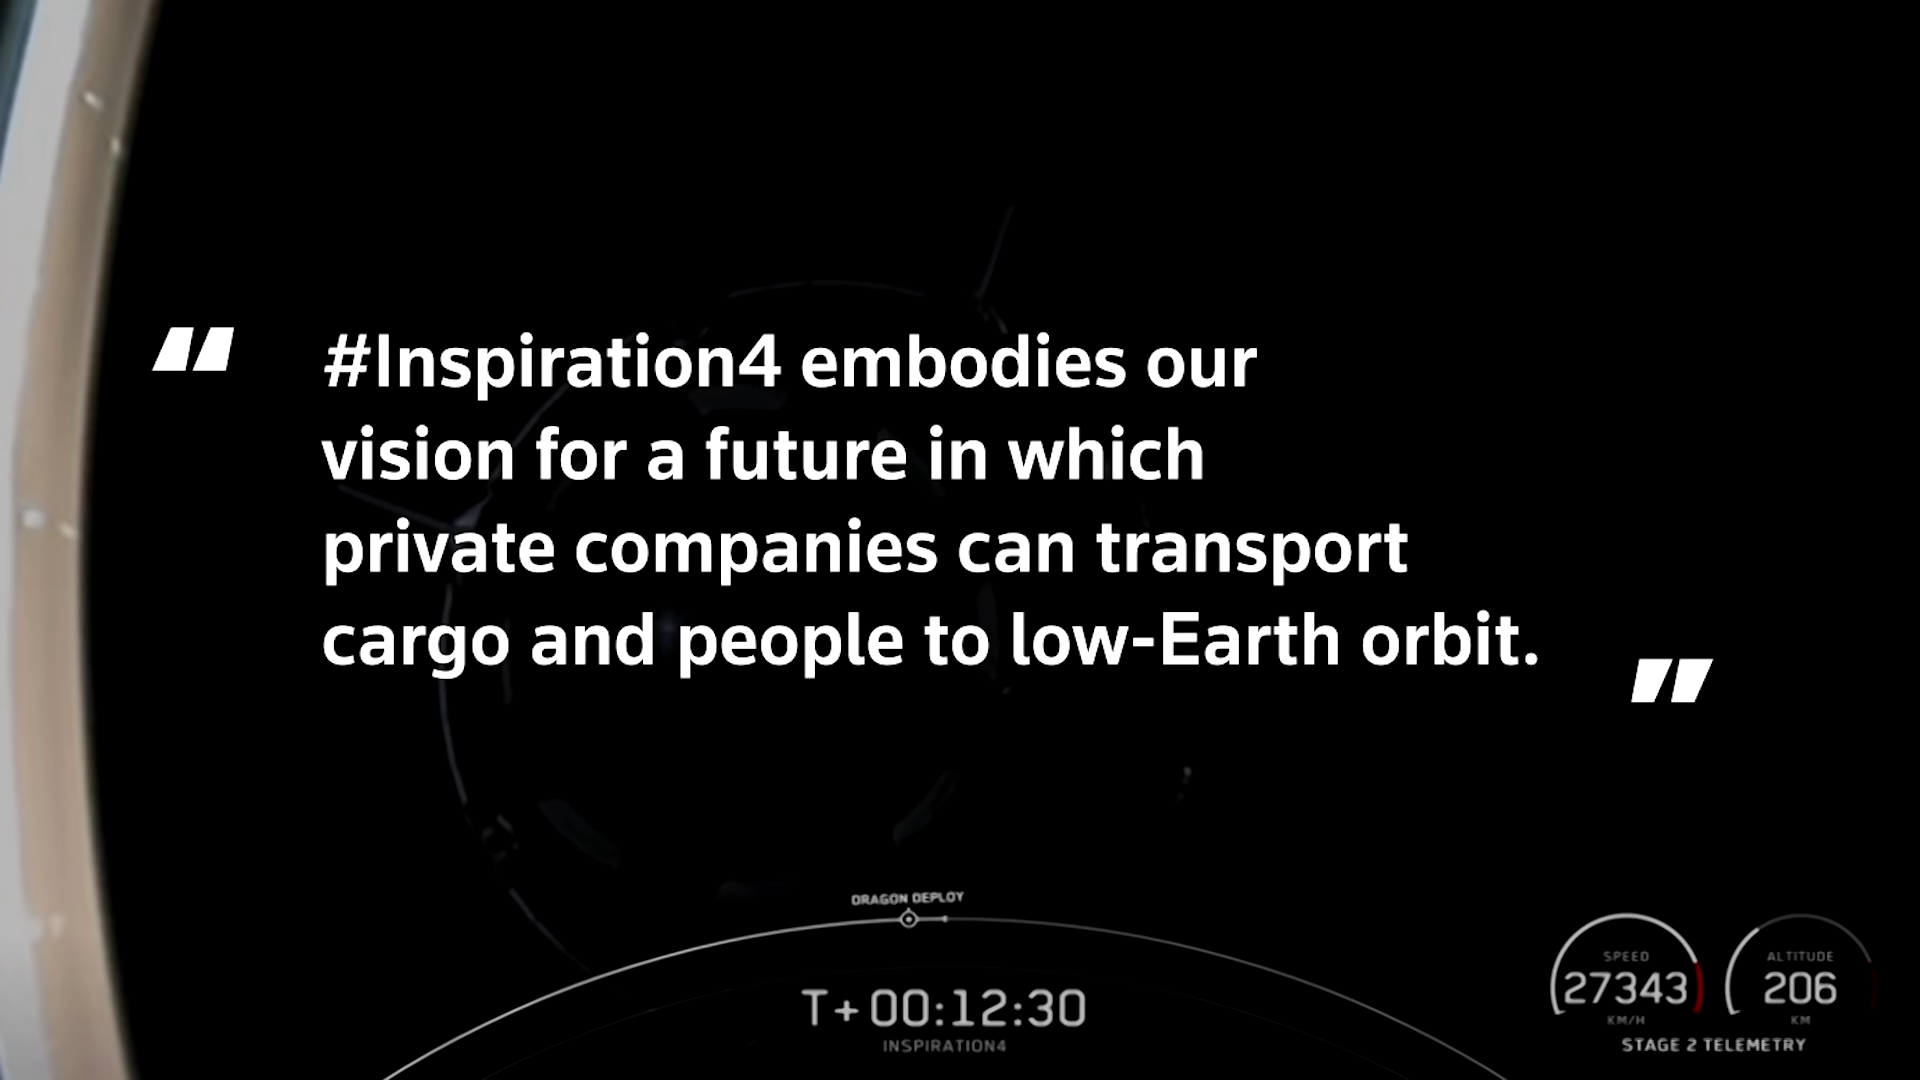 “ #Inspiration4 embodies our
vision for a future in which
private companies can transport
cargo and people to low-Earth orbit. ”
DRAGON DEPLOY
T+00:12:30
INSPIRATION4
SPEED
27343
KM/H
ALTITUDE
206
KM
STAGE 2 TELEMETRY